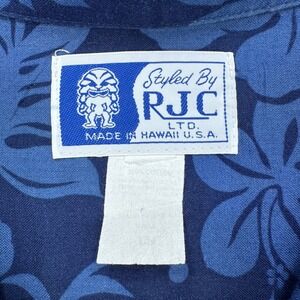 Styled By
RJC
LTD.
MADE IN HAWAII U.S.A.